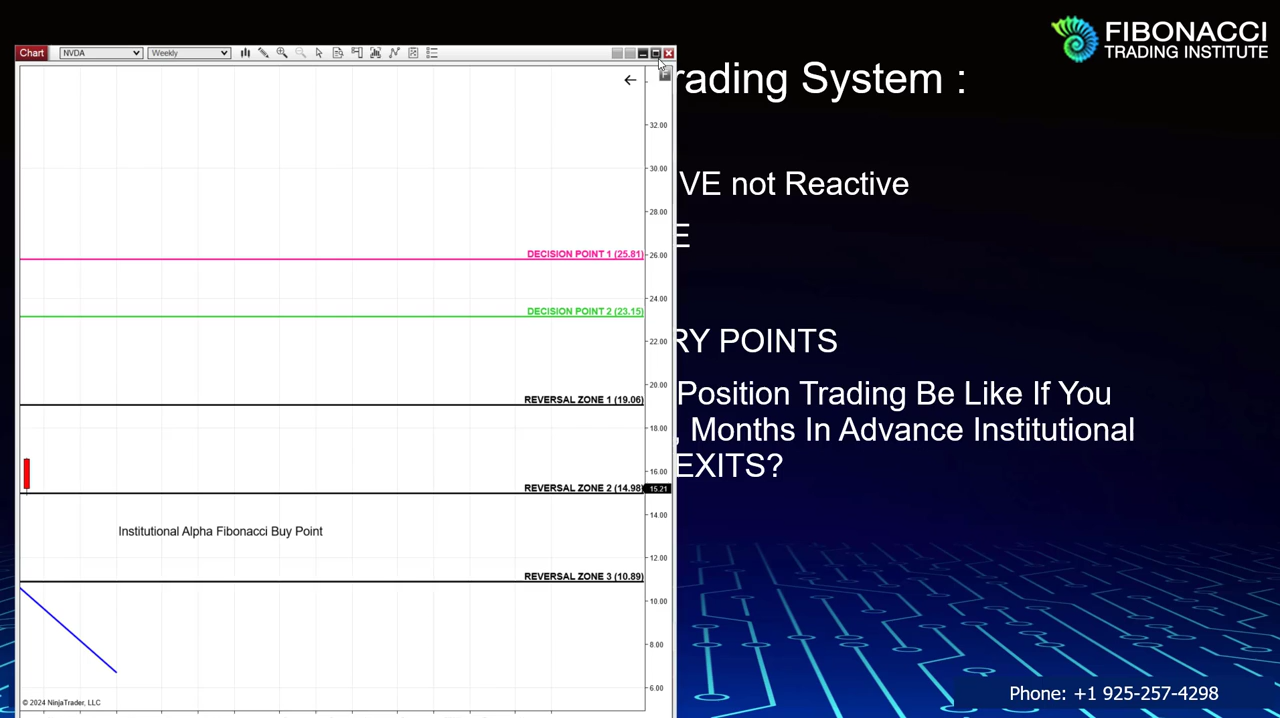 FIBONACCI
TRADING INSTITUTE
Chart
NVDA
Weekly
rading System :
F
32.00
30.00
VE not Reactive
28.00
E
DECISION POINT 1 (25.81)
26.00
24.00
DECISION POINT 2 (23.15)
22.00
RY POINTS
20.00
Position Trading Be Like If You
REVERSAL ZONE 1 (19.06)
18.00
, Months In Advance Institutional
16.00
EXITS?
REVERSAL ZONE 2 (14.98)
15.21
14.00
Institutional Alpha Fibonacci Buy Point
12.00
REVERSAL ZONE 3 (10.89)
10.00
8.00
6.00
Phone: +1 925-257-4298
© 2024 NinjaTrader, LLC